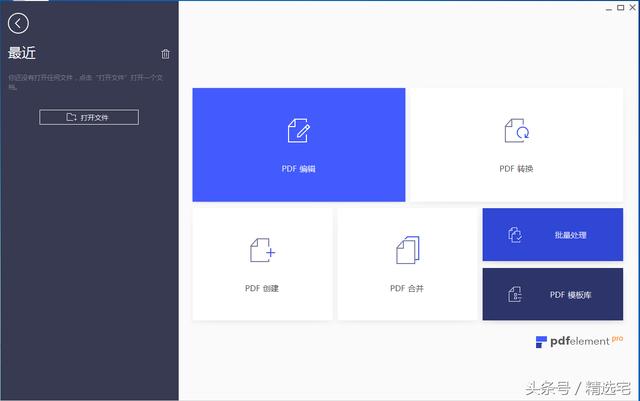 最近
你还没有打开任何文件，点击“打开文件”打开一个文
档。
打开文件
PDF 编辑
PDF 转换
PDF 创建
PDF 合并
批量处理
PDF 模板库
pdfelement pro
头条号 / 精选宅